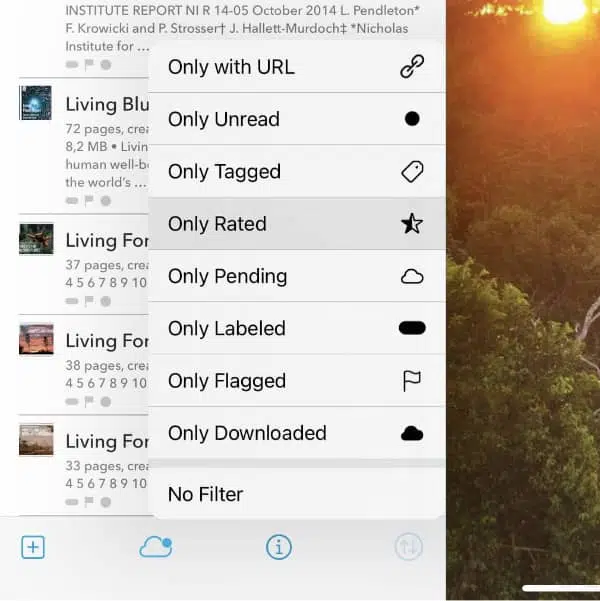 INSTITUTE REPORT NI R 14-05 October 2014 L. Pendleton*
F. Krowicki and P. Strosser† J. Hallett-Murdoch‡ *Nicholas
Institute for ...
Only with URL
Living Blu
Only Unread
72 pages, crea
8,2 MB • Livin
human well-be
Only Tagged
the world's ...
Only Rated
Living For
37 pages, crea
Only Pending
4 5 6 7 8 9 10
Living For
Only Labeled
38 pages, crea
4 5 6 7 8 9 10
Only Flagged
Living For
Only Downloaded
33 pages, crea
4 5 6 7 8 9 10
No Filter